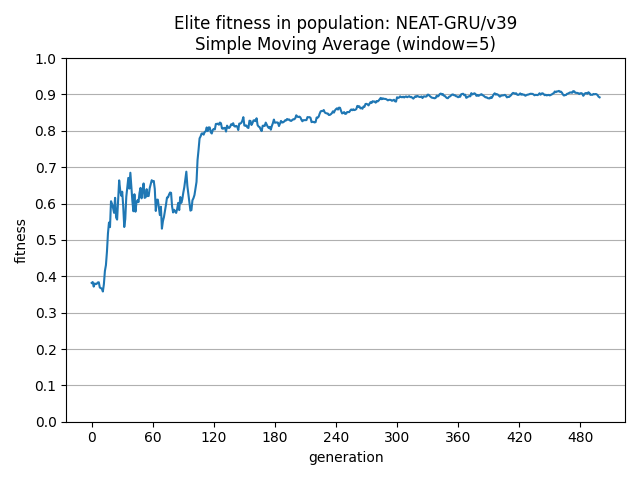 Elite fitness in population: NEAT-GRU/v39
Simple Moving Average (window=5)
1.0
0.9
0.8
0.7
0.6
0.5
0.4
0.3
0.2
0.1
0.0
fitness
0 60 120 180 240 300 360 420 480
generation